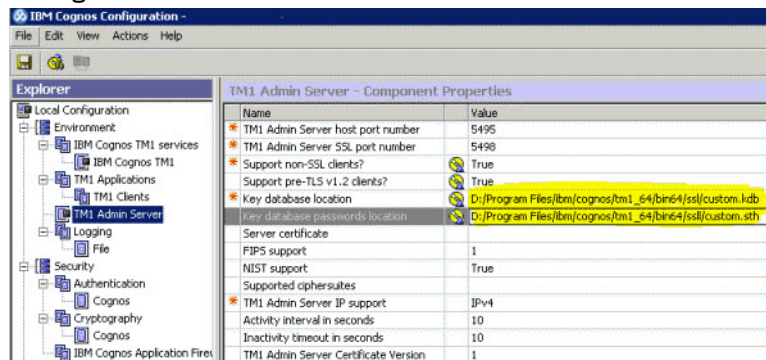 IBM Cognos Configuration -
File Edit View Actions Help
Explorer
Local Configuration
Environment
IBM Cognos TM1 services
IBM Cognos TM1
TM1 Applications
TM1 Clients
TM1 Admin Server
Logging
File
Security
Authentication
Cognos
Cryptography
Cognos
IBM Cognos Application Firew
TM1 Admin Server - Component Properties
Name Value
* TM1 Admin Server host port number 5495
* TM1 Admin Server SSL port number 5498
* Support non-SSL clients? True
Support pre-TLS v1.2 clients? True
* Key database location D:/Program Files/ibm/cognos/tm1_64/bin64/ssl/custom.kdb
Key database passwords location D:/Program Files/ibm/cognos/tm1_64/bin64/ssl/custom.sth
Server certificate
FIPS support 1
NIST support True
Supported ciphersuites
* TM1 Admin Server IP support IPv4
Activity interval in seconds 10
Inactivity timeout in seconds 10
TM1 Admin Server Certificate Version 1